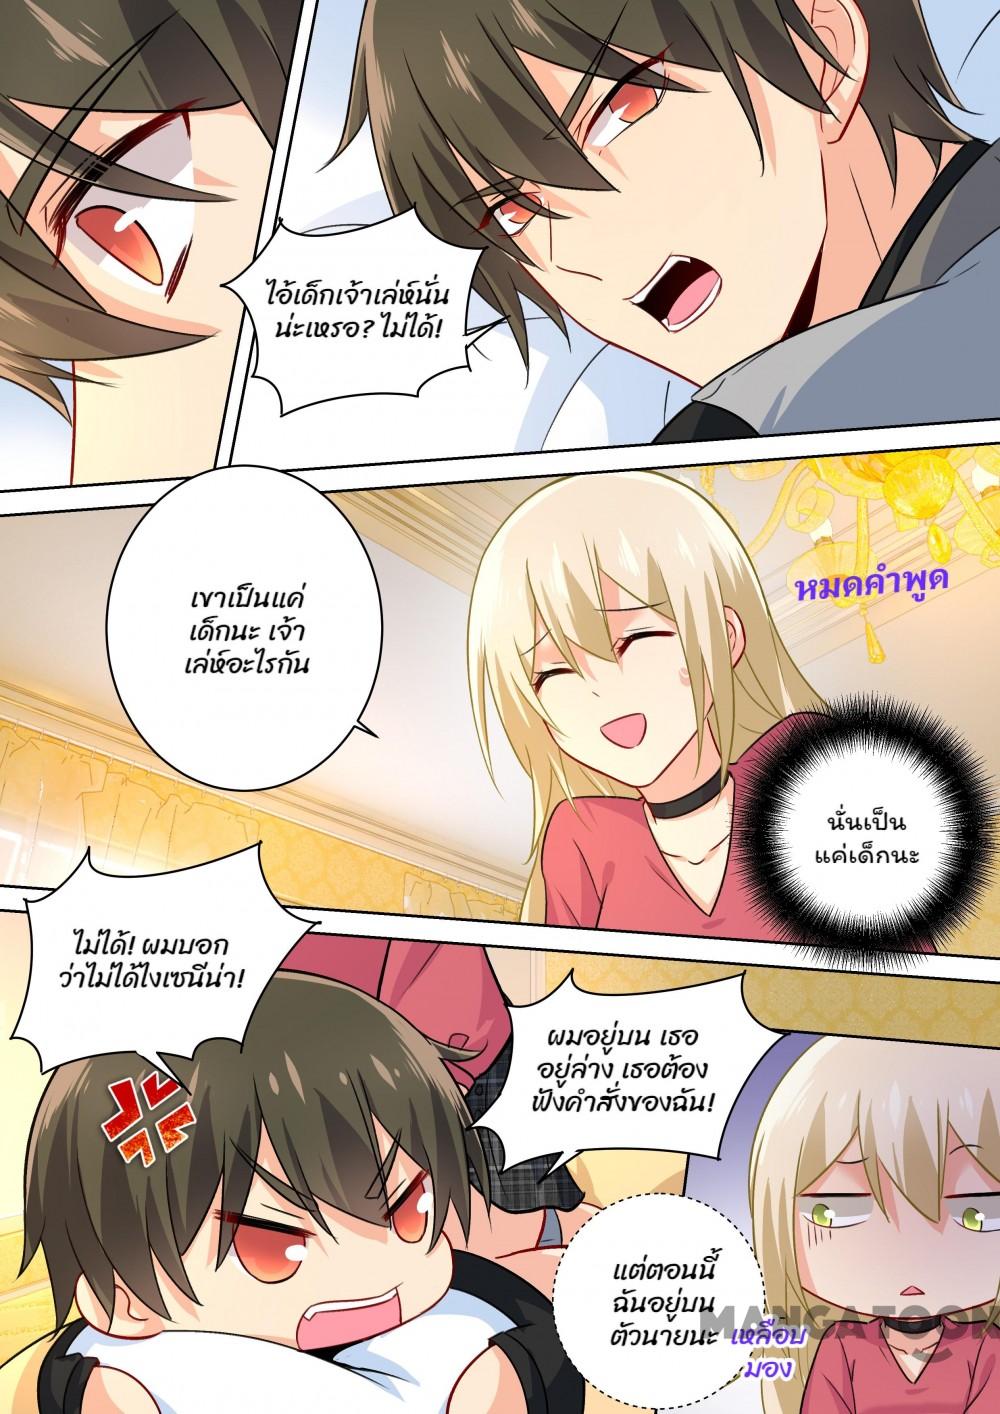 ไอ้เด็กเจ้าเล่ห์นั่น
น่ะเหรอ? ไม่ได้!
เขาเป็นแค่
เด็กนะ เจ้า
เล่ห์อะไรกัน
หมดคำพูด
นั่นเป็น
แค่เด็กนะ
ไม่ได้! ผมบอก
ว่าไม่ได้ไงเซนีน่า!
ผมอยู่บน เธอ
อยู่ล่าง เธอต้อง
ฟังคำสั่งของฉัน!
แต่ตอนนี้
ฉันอยู่บน
ตัวนายนะ
เหลือบ
มอง
MANGATOON